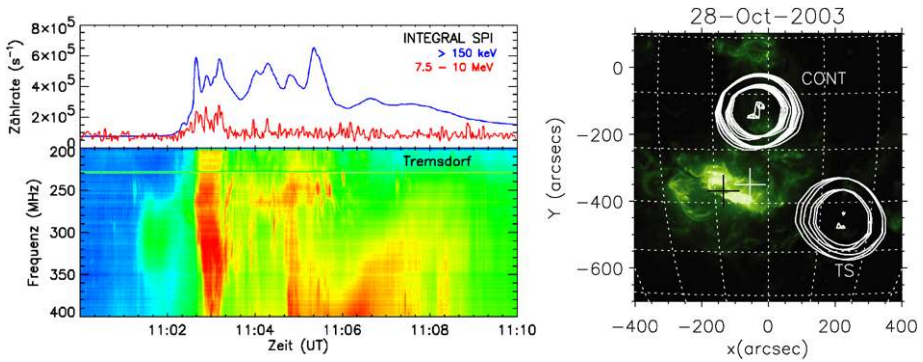 8×10⁵
6×10⁵
4×10⁵
2×10⁵
0
Zählrate (s⁻¹)
INTEGRAL SPI
> 150 keV
7.5 – 10 MeV
200
250
300
350
400
Frequenz (MHz)
Tremsdorf
11:02
11:04
11:06
11:08
11:10
Zeit (UT)
28-Oct-2003
0
-200
-400
-600
Y (arcsecs)
CONT
TS
-400
-200
0
200
400
x(arcsec)